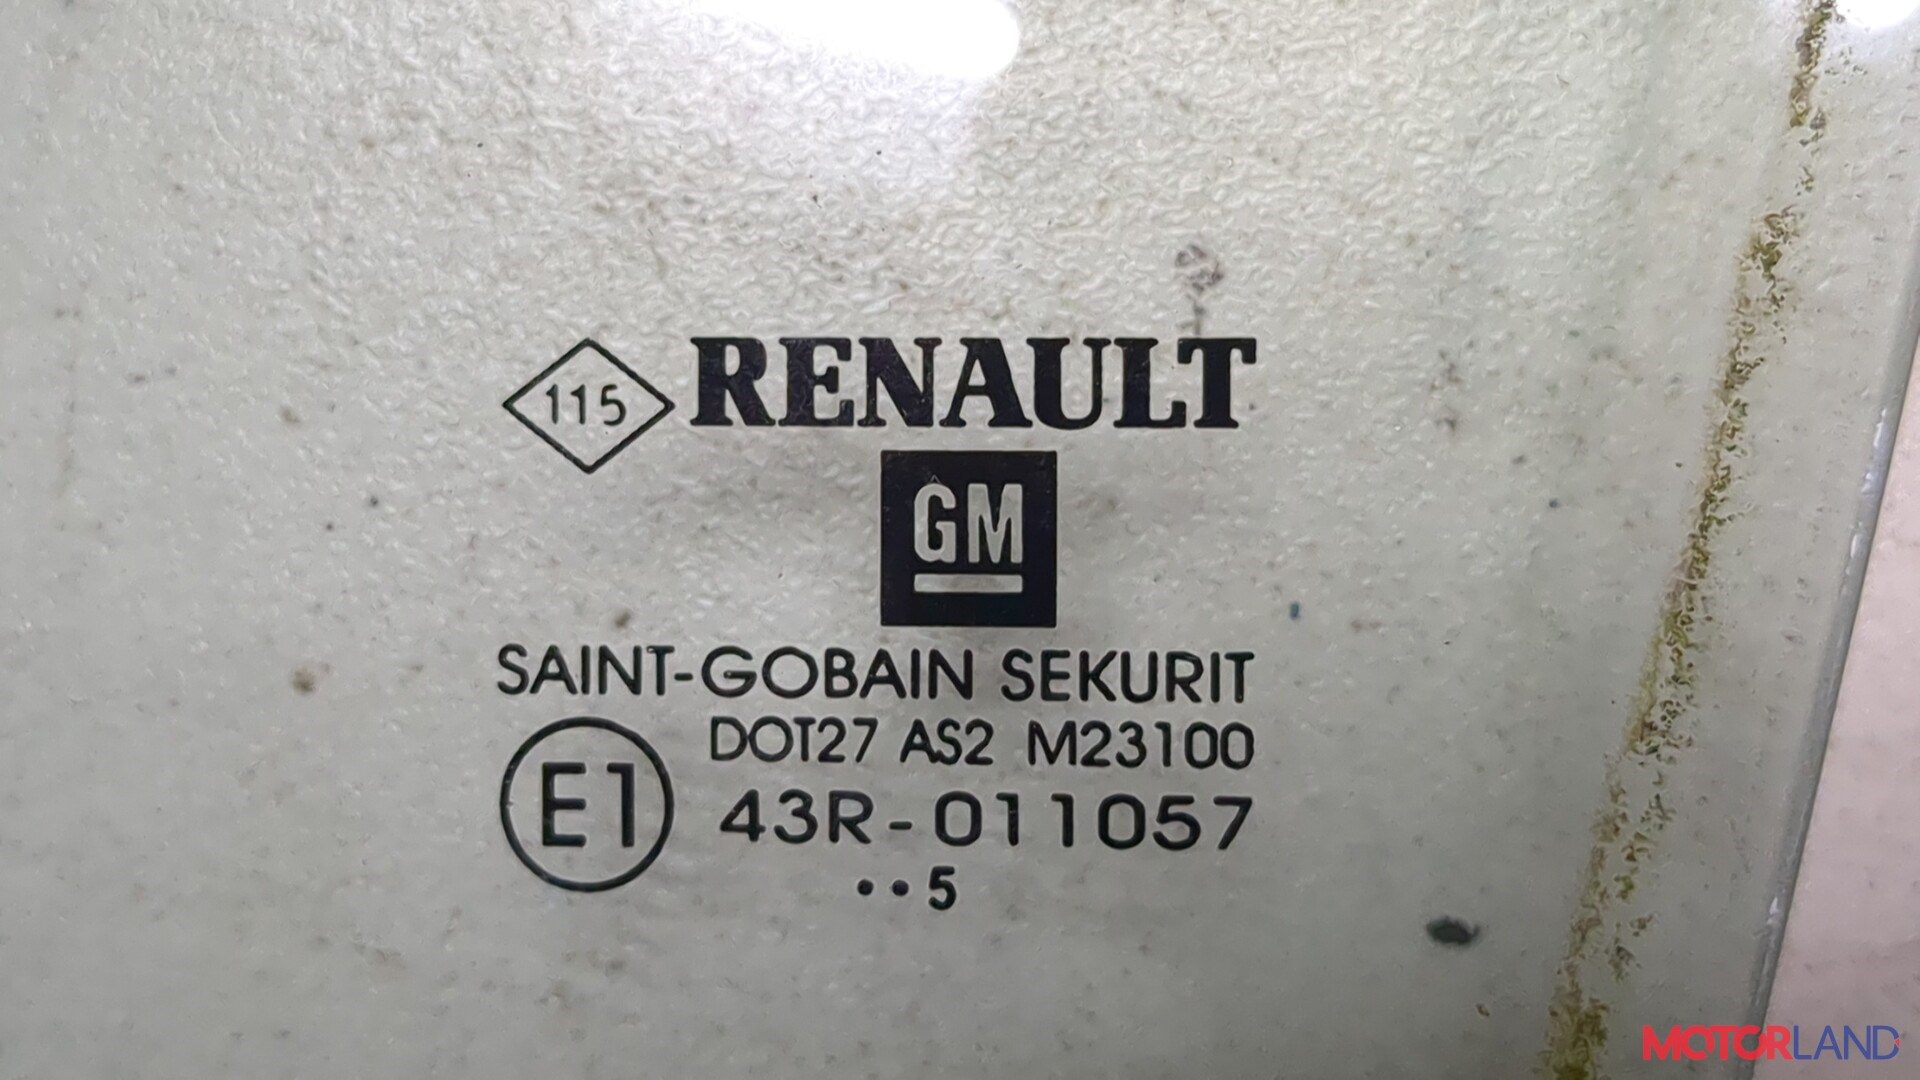 115 RENAULT
GM
SAINT-GOBAIN SEKURIT
DOT27 AS2 M23100
E1 43R-011057
••5
MOTORLAND